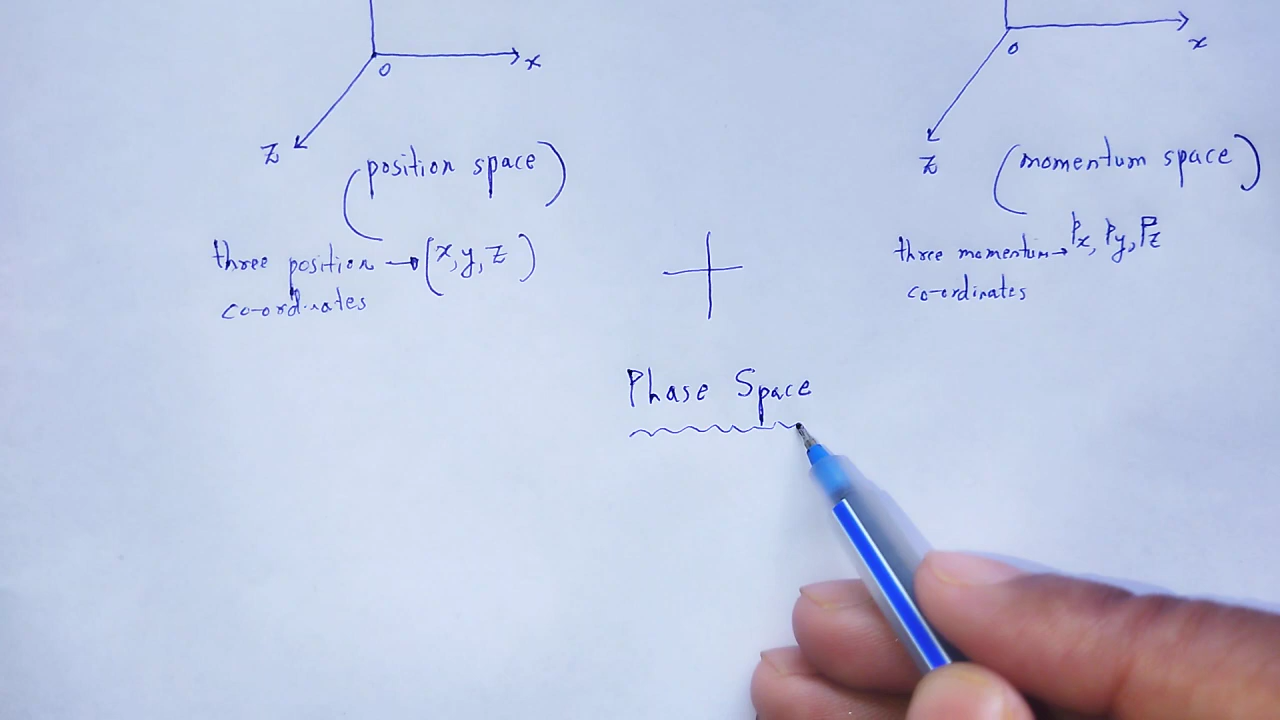 x
O
Z
(position space)
three position → (x, y, z)
co-ordinates
x
O
Z
(momentum space)
three momentum → Px, Py, Pz
co-ordinates
+
Phase Space